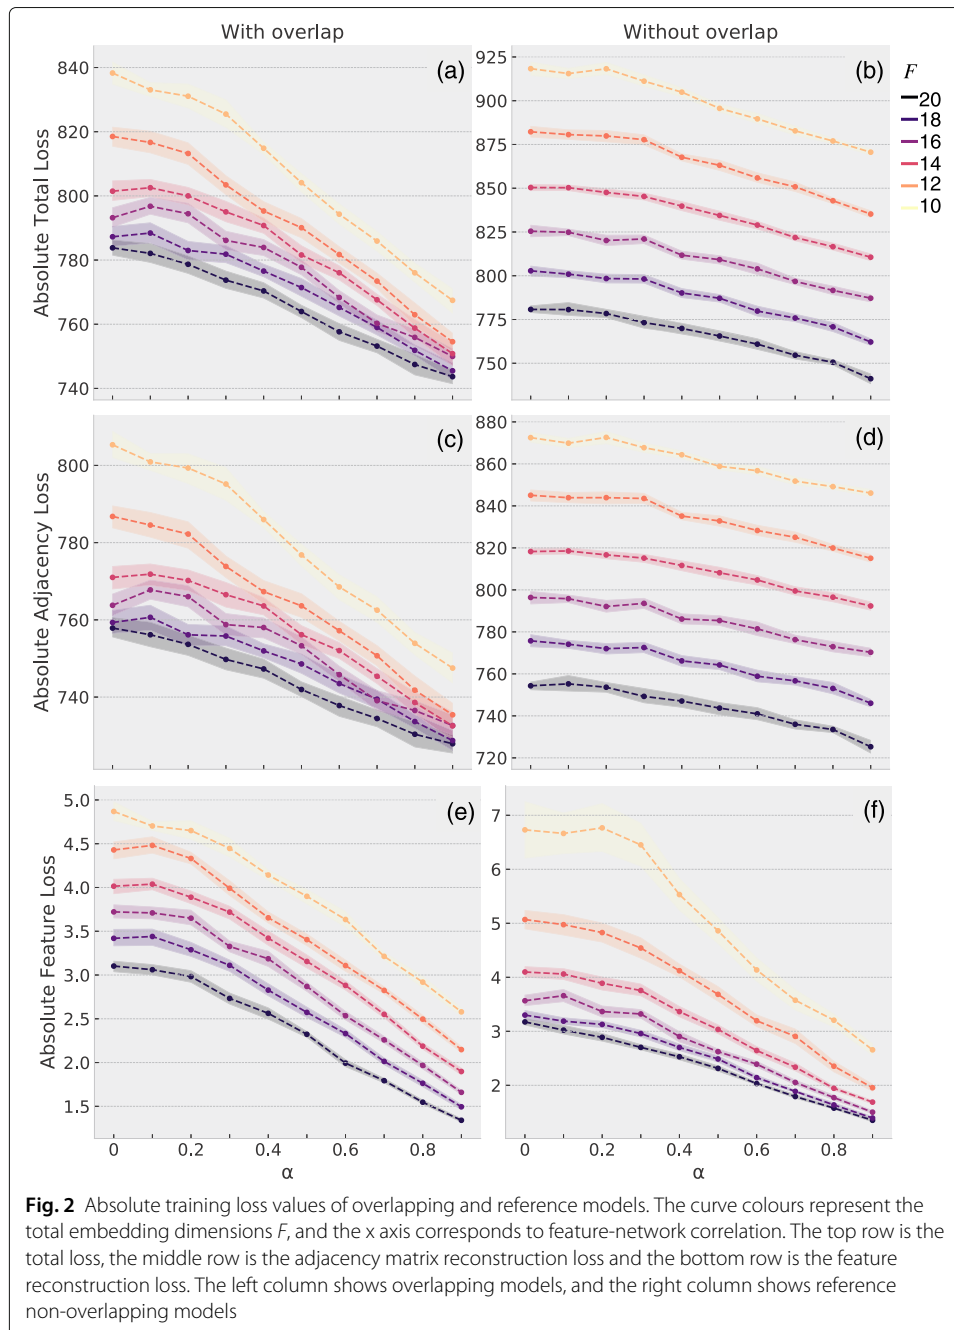 With overlap
Without overlap
Absolute Total Loss
840
820
800
780
760
740
(a)
925
900
875
850
825
800
775
750
(b)
F
20
18
16
14
12
10
Absolute Adjacency Loss
800
780
760
740
(c)
880
860
840
820
800
780
760
740
720
(d)
Absolute Feature Loss
5.0
4.5
4.0
3.5
3.0
2.5
2.0
1.5
(e)
0 0.2 0.4 0.6 0.8
α
7
6
5
4
3
2
(f)
0 0.2 0.4 0.6 0.8
α
Fig. 2 Absolute training loss values of overlapping and reference models. The curve colours represent the
total embedding dimensions F, and the x axis corresponds to feature-network correlation. The top row is the
total loss, the middle row is the adjacency matrix reconstruction loss and the bottom row is the feature
reconstruction loss. The left column shows overlapping models, and the right column shows reference
non-overlapping models